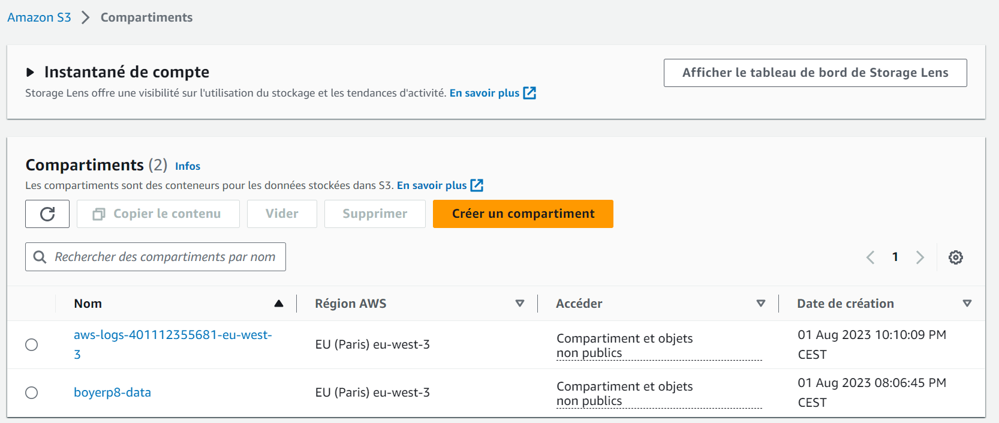 Amazon S3 > Compartiments
Instantané de compte
Afficher le tableau de bord de Storage Lens
Storage Lens offre une visibilité sur l'utilisation du stockage et les tendances d'activité. En savoir plus
Compartiments (2) Infos
Les compartiments sont des conteneurs pour les données stockées dans S3. En savoir plus
Copier le contenu Vider Supprimer Créer un compartiment
Rechercher des compartiments par nom
1
Nom Région AWS Accéder Date de création
aws-logs-401112355681-eu-west-
3
EU (Paris) eu-west-3
Compartiment et objets
non publics
01 Aug 2023 10:10:09 PM
CEST
boyerp8-data
EU (Paris) eu-west-3
Compartiment et objets
non publics
01 Aug 2023 08:06:45 PM
CEST